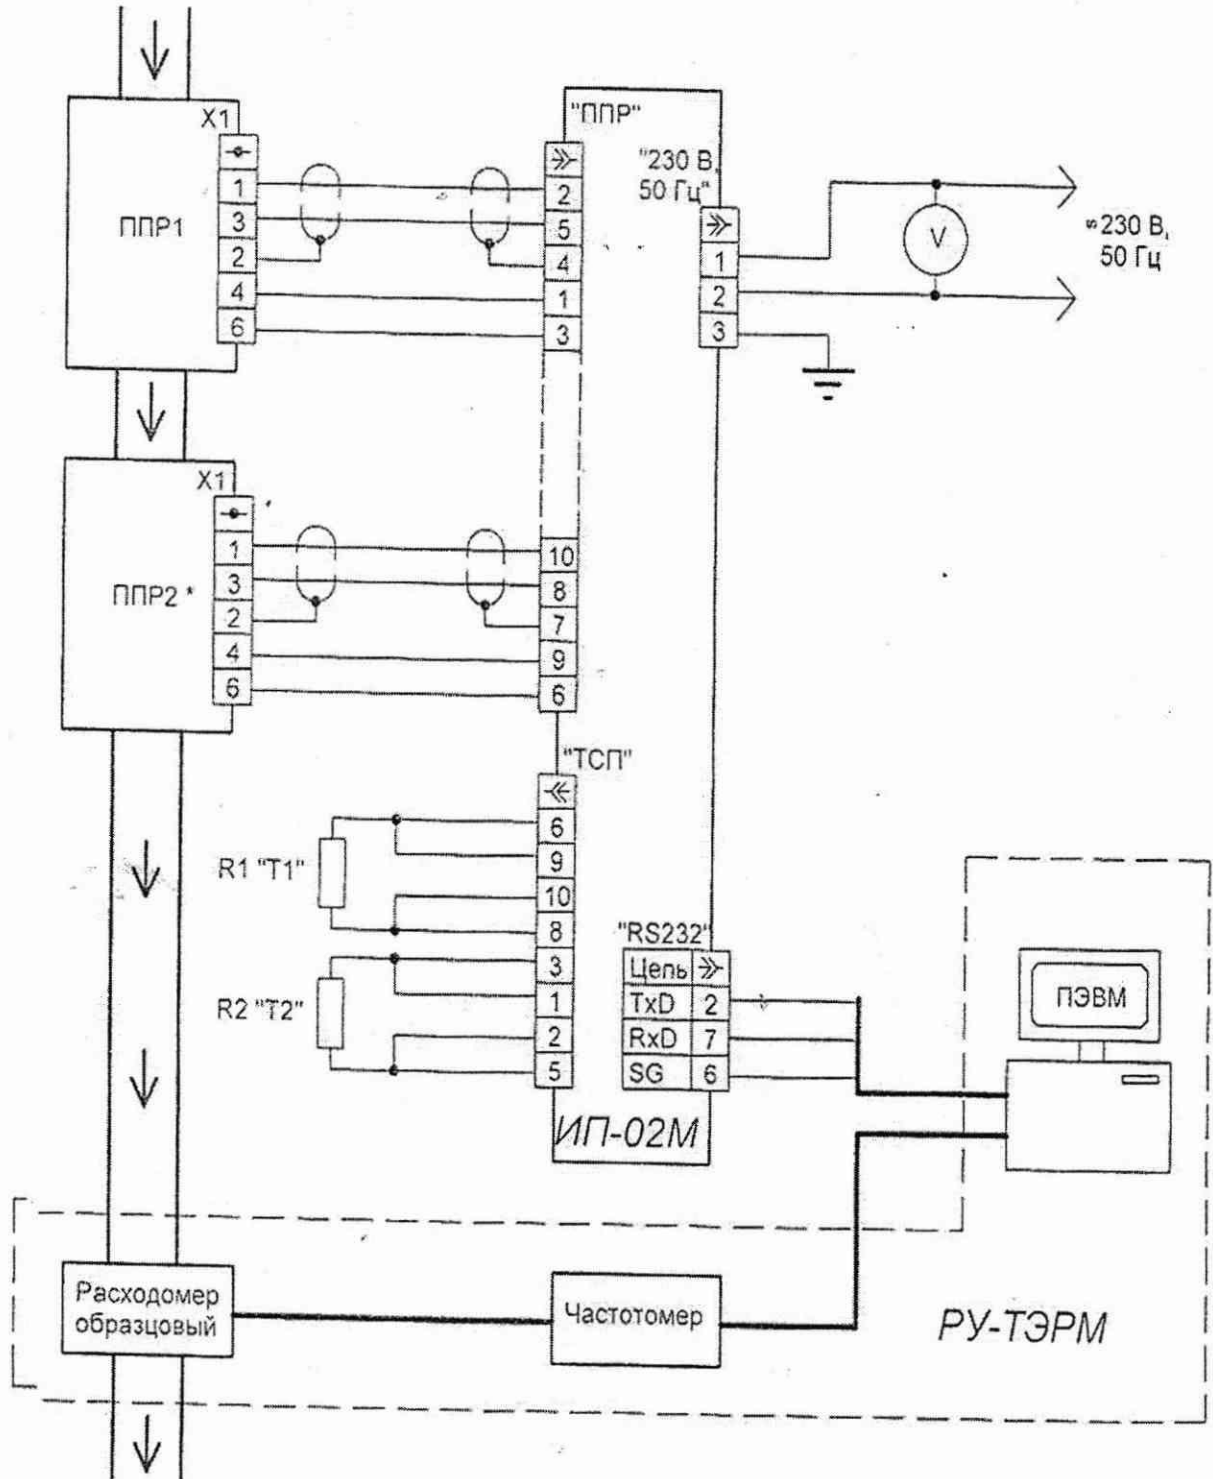 "ППР"
X1
1
3
2
4
6
ППР1
2
5
4
1
3
"230 В,
50 Гц"
1
2
3
V
230 В,
50 Гц
X1
1
3
2
4
6
ППР2 *
10
8
7
9
6
"ТСП"
6
9
10
8
3
1
2
5
R1 "T1"
R2 "T2"
"RS232"
Цепь
TxD 2
RxD 7
SG 6
ПЭВМ
ИП-02М
Расходомер
образцовый
Частотомер
РУ-ТЭРМ